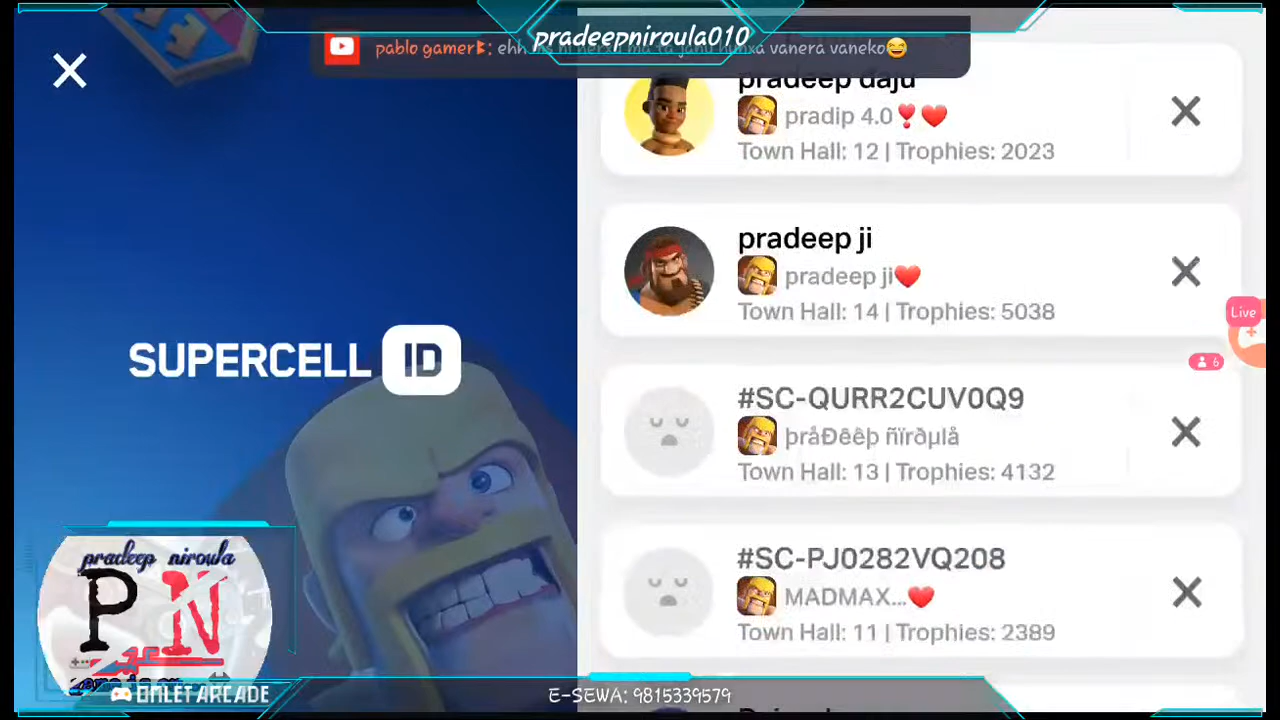 pradeepniroula010
pablo gamer: ehh
vanera vaneko😂
pradeep daju
pradip 4.0❣️❤️
Town Hall: 12 | Trophies: 2023
pradeep ji
pradeep ji❤️
Town Hall: 14 | Trophies: 5038
Live
6
SUPERCELL ID
#SC-QURR2CUV0Q9
þråÐêêþ ñïrðµlå
Town Hall: 13 | Trophies: 4132
#SC-PJ0282VQ208
MADMAX...❤️
Town Hall: 11 | Trophies: 2389
pradeep niroula
PN
OMLET ARCADE
E-SEWA: 9815339579